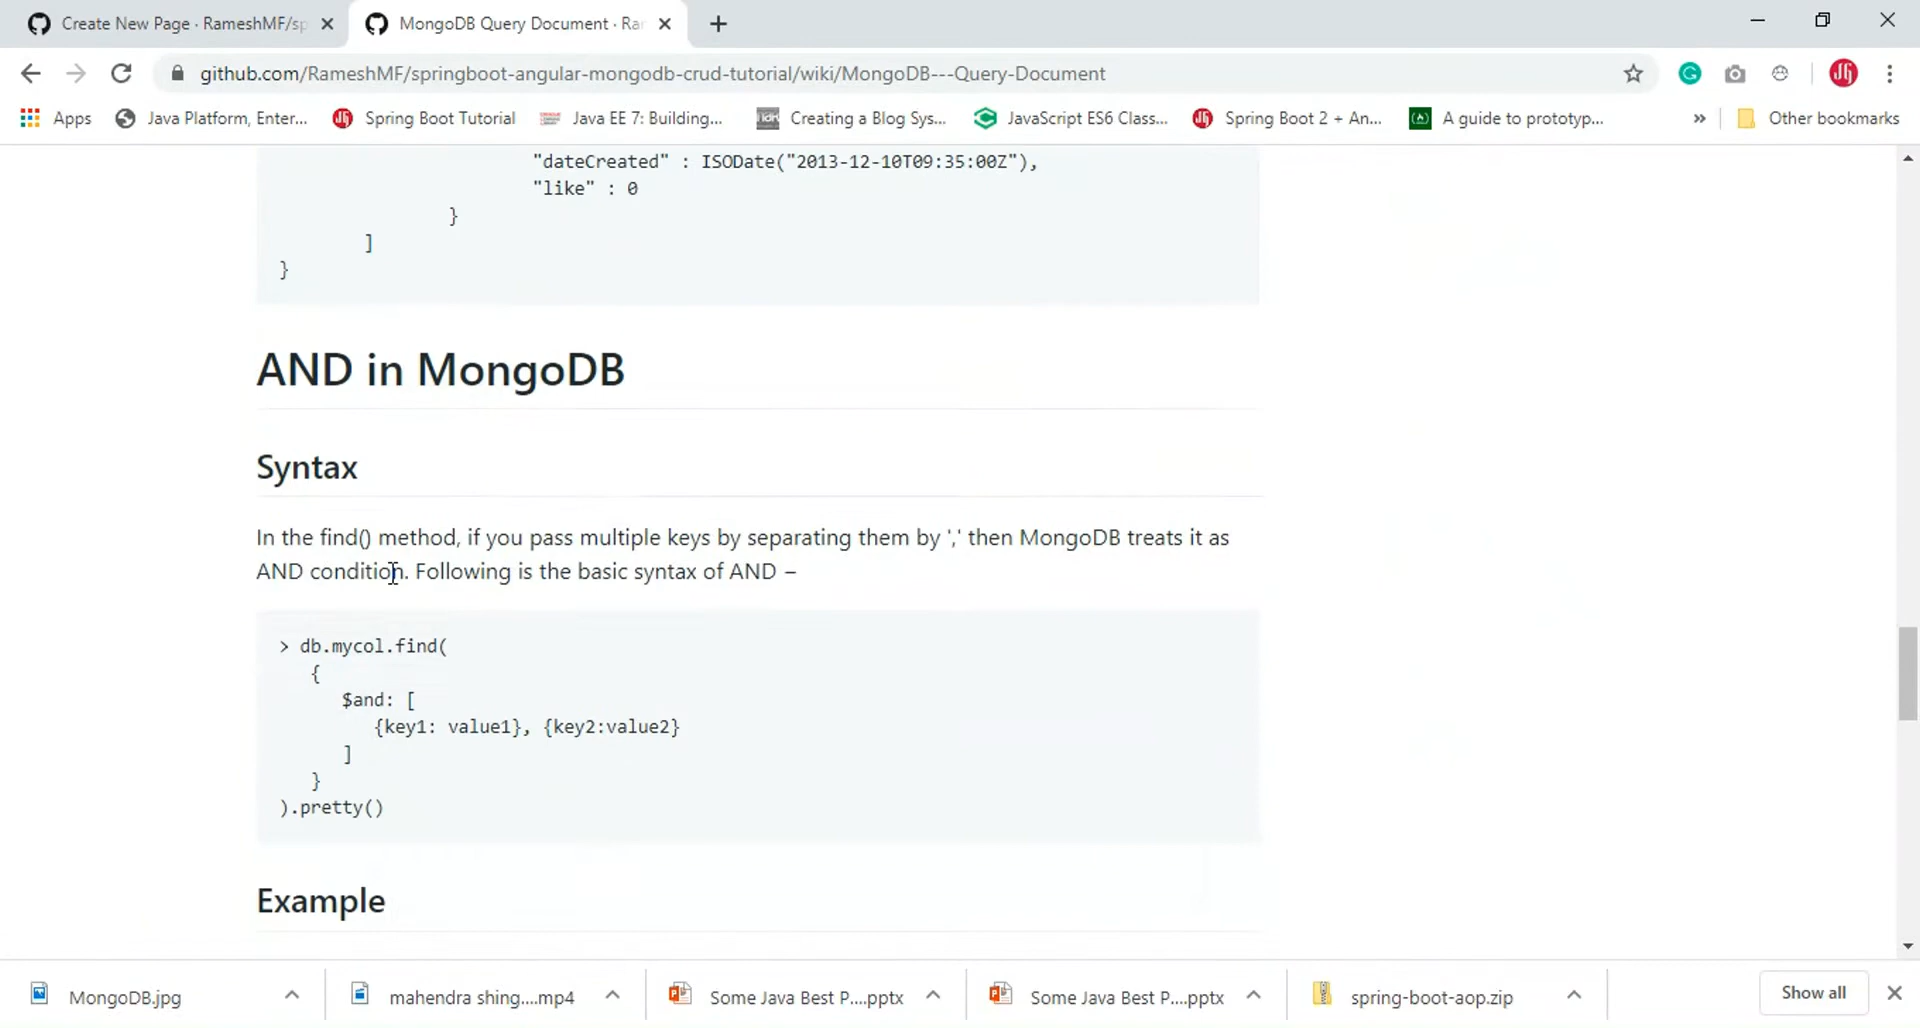 Create New Page · RameshMF/sp
MongoDB Query Document · Ra
github.com/RameshMF/springboot-angular-mongodb-crud-tutorial/wiki/MongoDB---Query-Document
Apps
Java Platform, Enter...
Spring Boot Tutorial
Java EE 7: Building...
Creating a Blog Sys...
JavaScript ES6 Class...
Spring Boot 2 + An...
A guide to prototyp...
»
Other bookmarks
"dateCreated" : ISODate("2013-12-10T09:35:00Z"),
"like" : 0
}
]
}
AND in MongoDB
Syntax
In the find() method, if you pass multiple keys by separating them by ',' then MongoDB treats it as
AND condition. Following is the basic syntax of AND –
> db.mycol.find(
{
$and: [
{key1: value1}, {key2:value2}
]
}
).pretty()
Example
MongoDB.jpg
mahendra shing....mp4
Some Java Best P....pptx
Some Java Best P....pptx
spring-boot-aop.zip
Show all